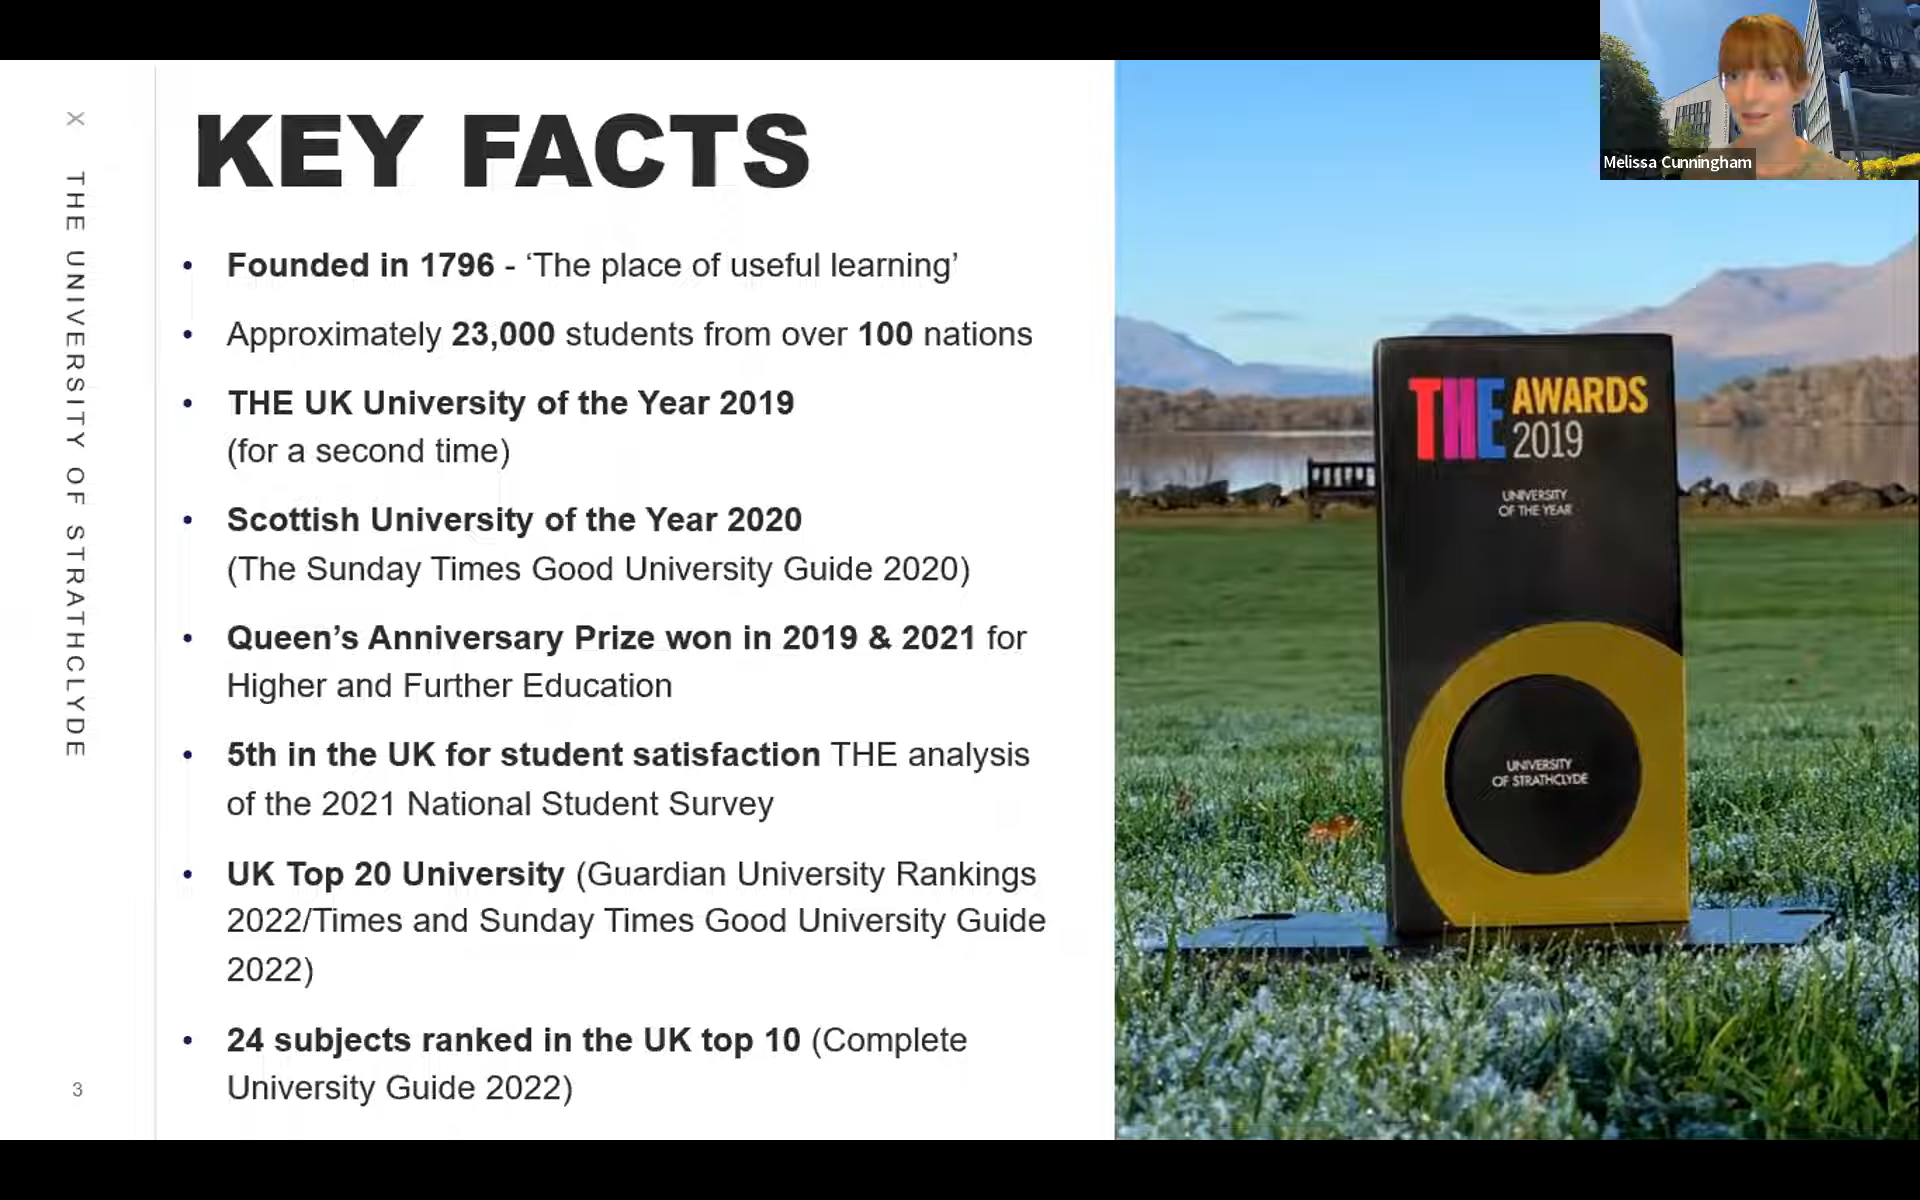 Melissa Cunningham
X THE UNIVERSITY OF STRATHCLYDE
KEY FACTS
• Founded in 1796 - ‘The place of useful learning’
• Approximately 23,000 students from over 100 nations
• THE UK University of the Year 2019
(for a second time)
• Scottish University of the Year 2020
(The Sunday Times Good University Guide 2020)
• Queen’s Anniversary Prize won in 2019 & 2021 for
Higher and Further Education
• 5th in the UK for student satisfaction THE analysis
of the 2021 National Student Survey
• UK Top 20 University (Guardian University Rankings
2022/Times and Sunday Times Good University Guide
2022)
• 24 subjects ranked in the UK top 10 (Complete
University Guide 2022)
3
THE AWARDS
2019
UNIVERSITY
OF THE YEAR
UNIVERSITY
OF STRATHCLYDE